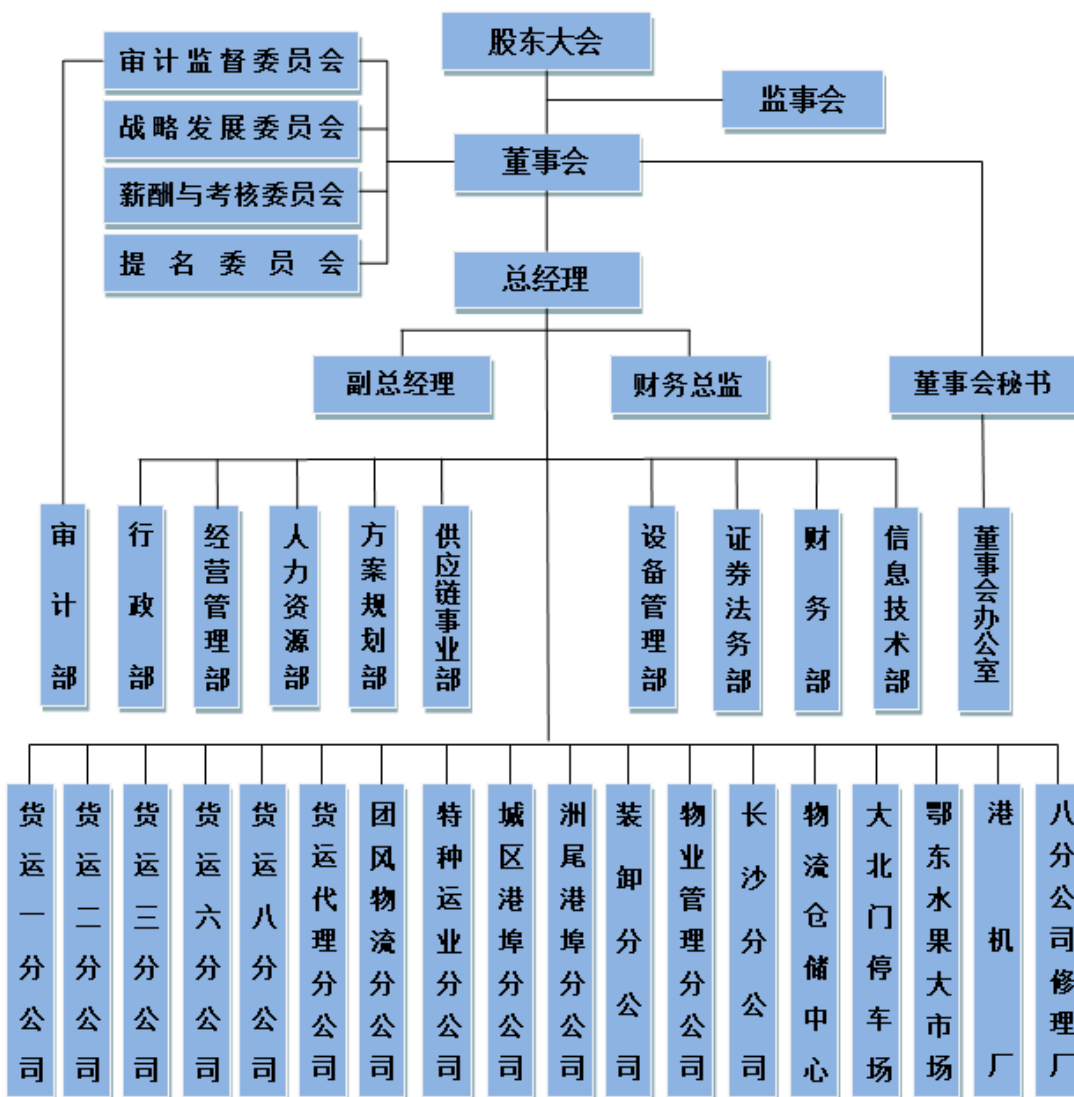 股东大会
审计监督委员会
监事会
战略发展委员会
董事会
薪酬与考核委员会
提名委员会
总经理
副总经理
财务总监
董事会秘书
审计部
行政部
经营管理部
人力资源部
方案规划部
供应链事业部
设备管理部
证券法务部
财务部
信息技术部
董事会办公室
货运一分公司
货运二分公司
货运三分公司
货运六分公司
货运八分公司
货运代理分公司
团风物流分公司
特种运业分公司
城区港埠分公司
洲尾港埠分公司
装卸分公司
物业管理分公司
长沙分公司
物流仓储中心
大北门停车场
鄂东水果大市场
港机厂
八分公司修理厂